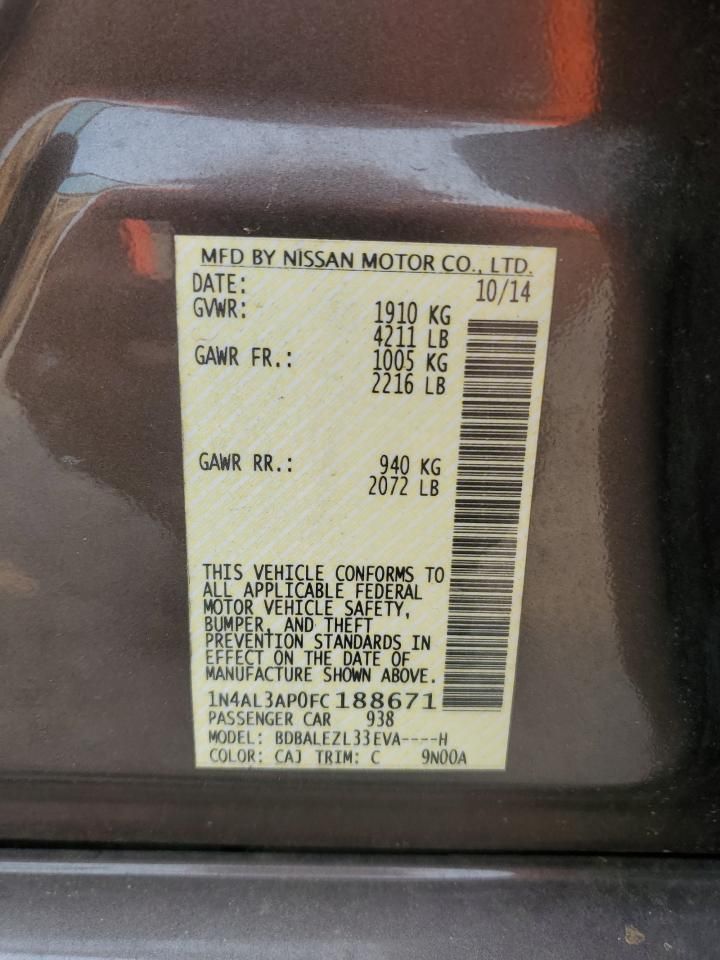 MFD BY NISSAN MOTOR CO., LTD.
DATE: 10/14
GVWR: 1910 KG
4211 LB
GAWR FR.: 1005 KG
2216 LB
GAWR RR.: 940 KG
2072 LB
THIS VEHICLE CONFORMS TO
ALL APPLICABLE FEDERAL
MOTOR VEHICLE SAFETY,
BUMPER, AND THEFT
PREVENTION STANDARDS IN
EFFECT ON THE DATE OF
MANUFACTURE SHOWN ABOVE.
1N4AL3AP0FC188671
PASSENGER CAR 938
MODEL: BDBALEZL33EVA----H
COLOR: CAJ TRIM: C 9N00A